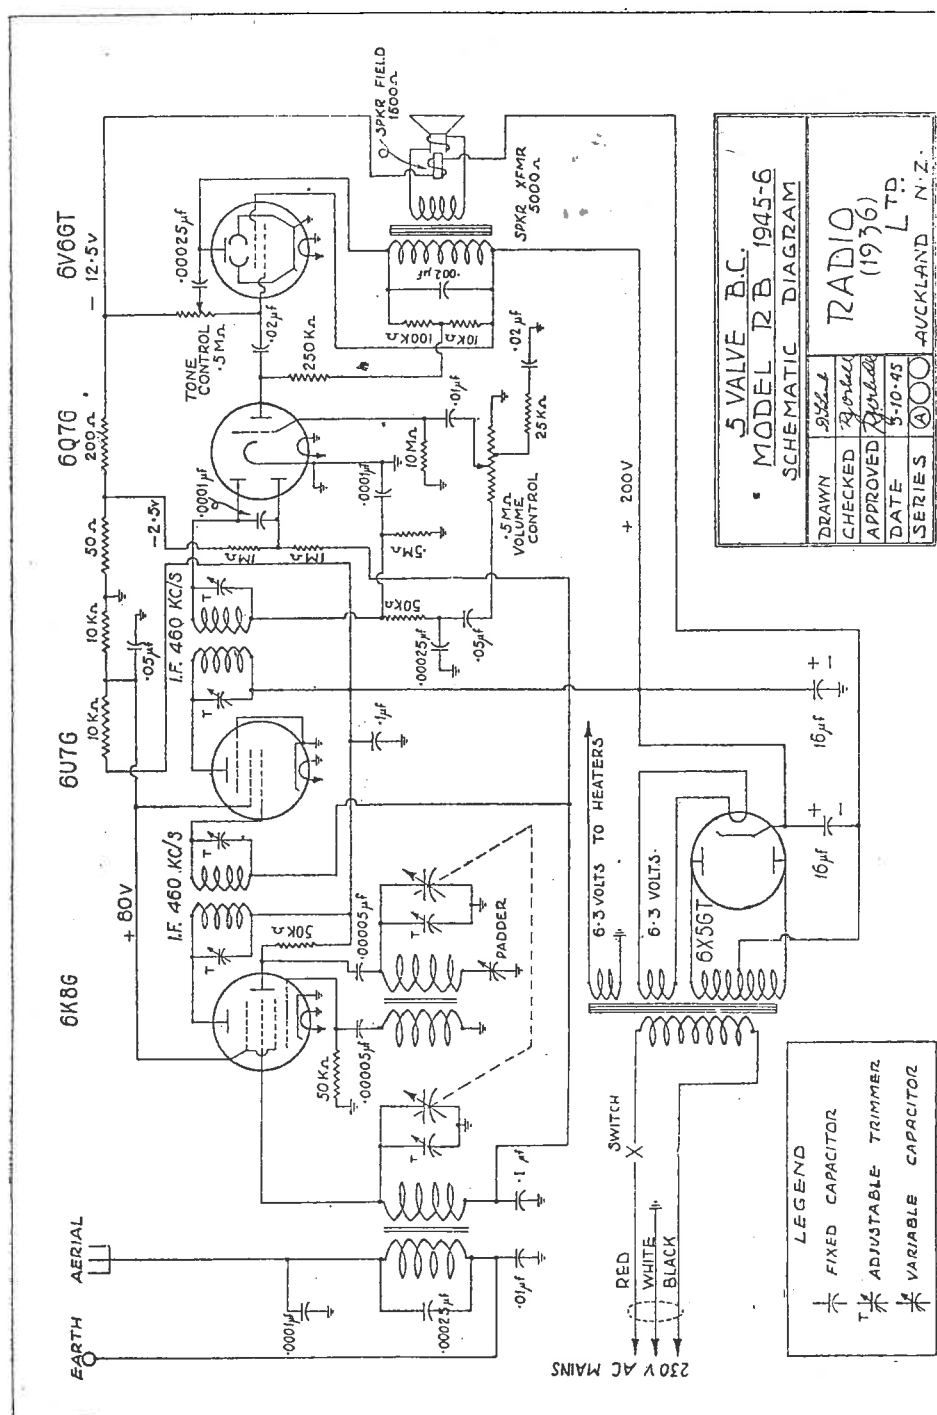 6K8G
6U7G
6Q7G
6V6GT
+ 80V
10KΩ
10KΩ
50Ω
200Ω
- 12.5V
·05µf
-2.5V
EARTH
AERIAL
I.F. 460 KC/S
I.F. 460 KC/S
T
T
T
T
·0001µf
TONE
CONTROL
·5MΩ
·00025µf
·02µf
1MΩ
1MΩ
250KΩ
SPKR FIELD
1500Ω
SPKR XFMR
5000Ω
·002µf
100KΩ
10KΩ
·0001µf
·00025µf
·01µf
50KΩ
·00005µf
50KΩ
·00005µf
·1µf
T
·1µf
T
PADDER
·0001µf
·5MΩ
50KΩ
·00025µf
·05µf
10MΩ
·01µf
·5MΩ
VOLUME
CONTROL
25KΩ
·02µf
+ 200V
230V AC MAINS
RED
WHITE
BLACK
SWITCH
6·3 VOLTS TO HEATERS
6·3 VOLTS.
6X5GT
16µf
+
-
16µf
+
-
LEGEND
FIXED CAPACITOR
T ADJUSTABLE TRIMMER
VARIABLE CAPACITOR
5 VALVE B.C.
MODEL RB 1945-6
SCHEMATIC DIAGRAM
DRAWN
CHECKED
APPROVED
DATE 5-10-45
SERIES A
RADIO
(1936)
LTD.
AUCKLAND N.Z.